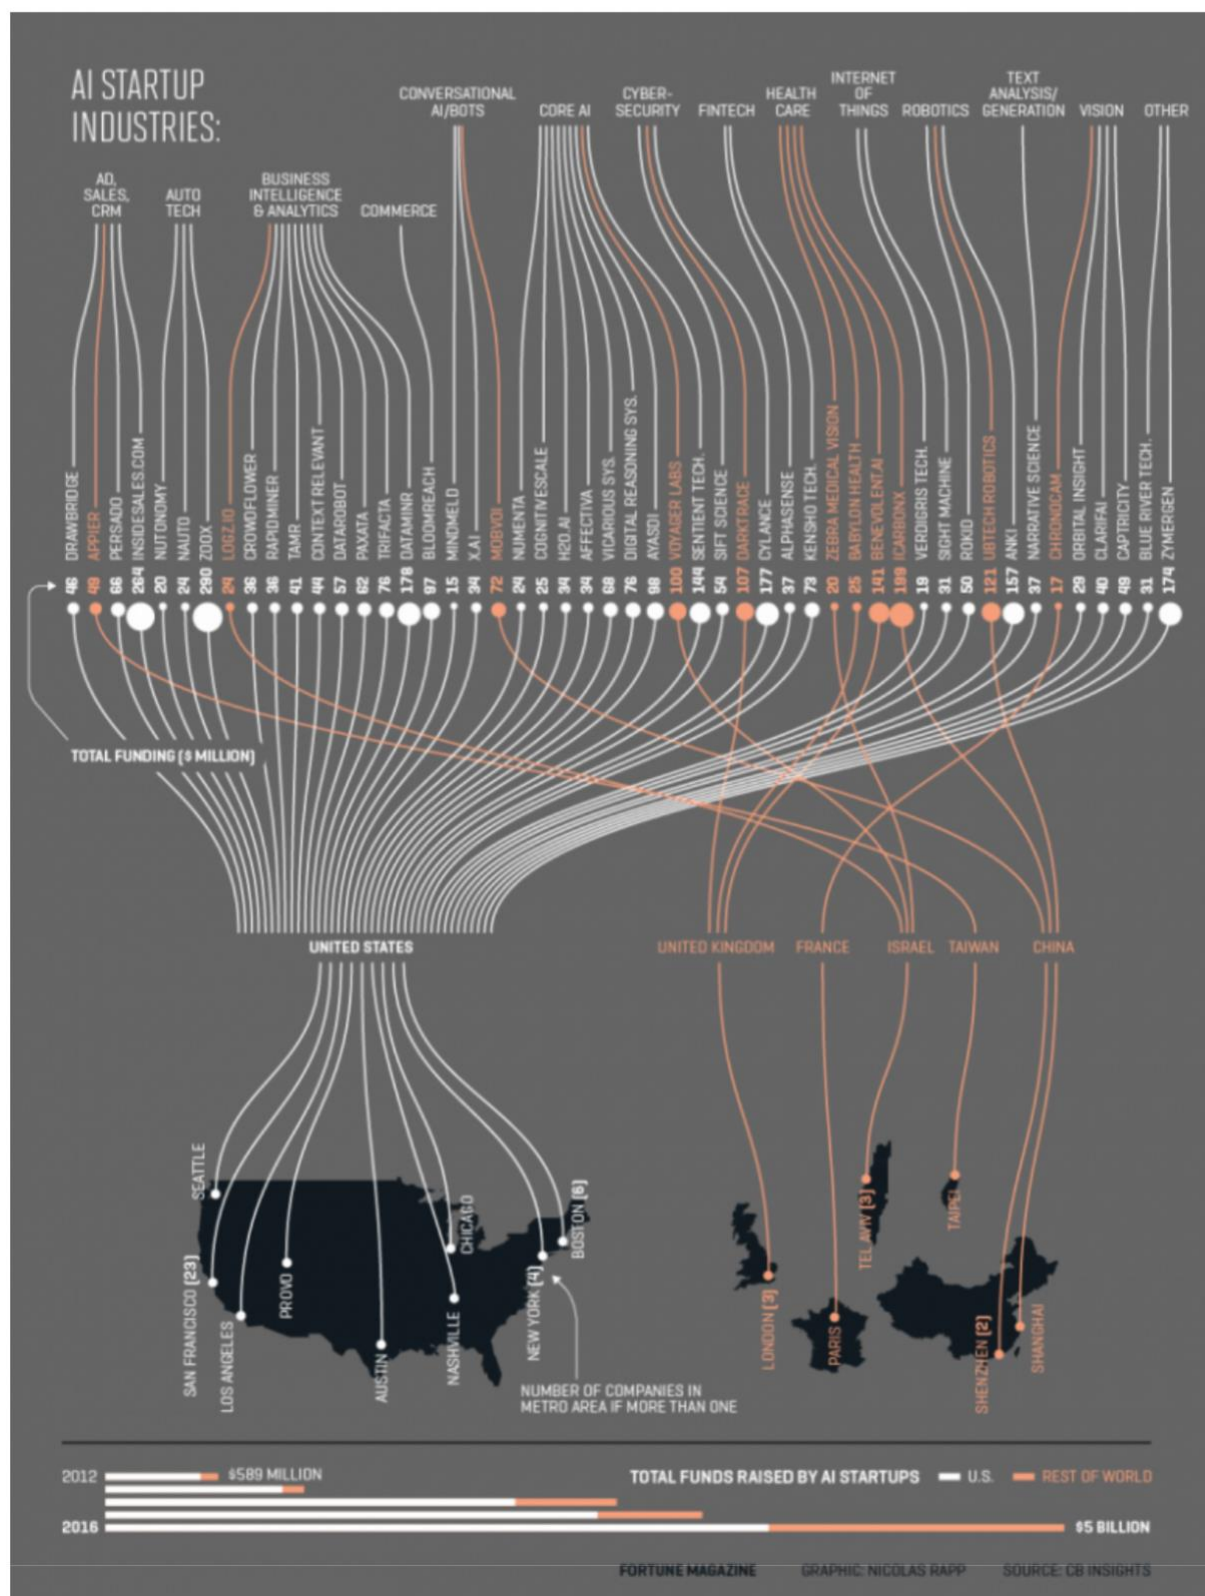 AI STARTUP
INDUSTRIES:
AD,
SALES,
CRM
AUTO
TECH
BUSINESS
INTELLIGENCE
& ANALYTICS
COMMERCE
CONVERSATIONAL
AI/BOTS
CORE AI
CYBER-
SECURITY
FINTECH
HEALTH
CARE
INTERNET
OF
THINGS
ROBOTICS
TEXT
ANALYSIS/
GENERATION
VISION
OTHER
46 DRAWBRIDGE
49 APPIER
66 PERSADO
264 INSIDESALES.COM
20 NUTONOMY
24 NAUTO
290 ZOOX
24 LOGZ.IO
36 CROWDFLOWER
36 RAPIDMINER
41 TAMR
44 CONTEXT RELEVANT
57 DATAROBOT
62 PAXATA
76 TRIFACTA
178 DATAMINR
97 BLOOMREACH
15 MINDMELD
34 X.AI
72 MOBVOI
24 NUMENTA
25 COGNITIVESCALE
34 H2O.AI
34 AFFECTIVA
68 VICARIOUS SYS.
76 DIGITAL REASONING SYS.
98 AYASDI
100 VOYAGER LABS
144 SENTIENT TECH.
54 SIFT SCIENCE
107 DARKTRACE
177 CYLANCE
37 ALPHASENSE
73 KENSHO TECH.
20 ZEBRA MEDICAL VISION
25 BABYLON HEALTH
141 BENEVOLENT.AI
199 ICARBONX
19 VERDIGRIS TECH.
31 SIGHT MACHINE
50 ROKID
121 UBTECH ROBOTICS
157 ANKI
37 NARRATIVE SCIENCE
17 CHRONOCAM
29 ORBITAL INSIGHT
40 CLARIFAI
49 CAPTRICITY
31 BLUE RIVER TECH.
174 ZYMERGEN
TOTAL FUNDING ($ MILLION)
UNITED STATES
UNITED KINGDOM
FRANCE
ISRAEL
TAIWAN
CHINA
SEATTLE
SAN FRANCISCO (23)
LOS ANGELES
PROVO
AUSTIN
NASHVILLE
CHICAGO
NEW YORK (4)
BOSTON (6)
NUMBER OF COMPANIES IN
METRO AREA IF MORE THAN ONE
LONDON (3)
PARIS
TEL AVIV (3)
TAIPEI
SHENZHEN (2)
SHANGHAI
2012
$589 MILLION
TOTAL FUNDS RAISED BY AI STARTUPS
U.S.
REST OF WORLD
2016
$5 BILLION
FORTUNE MAGAZINE
GRAPHIC: NICOLAS RAPP
SOURCE: CB INSIGHTS